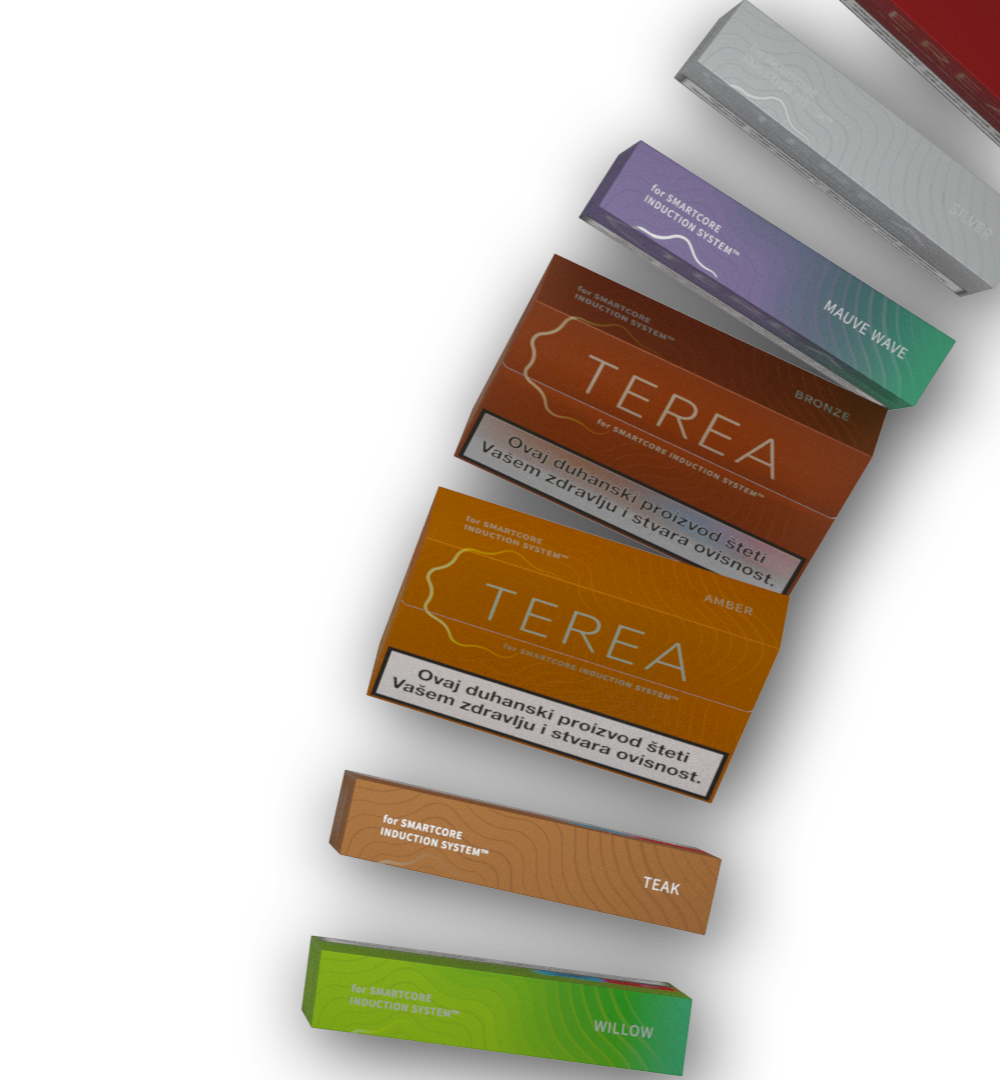 SILVER
for SMARTCORE
INDUCTION SYSTEM™
MAUVE WAVE
for SMARTCORE
INDUCTION SYSTEM™
BRONZE
TEREA
for SMARTCORE INDUCTION SYSTEM™
Ovaj duhanski proizvod šteti
Vašem zdravlju i stvara ovisnost.
for SMARTCORE
INDUCTION SYSTEM™
AMBER
TEREA
for SMARTCORE INDUCTION SYSTEM™
Ovaj duhanski proizvod šteti
Vašem zdravlju i stvara ovisnost.
for SMARTCORE
INDUCTION SYSTEM™
TEAK
for SMARTCORE
INDUCTION SYSTEM™
WILLOW